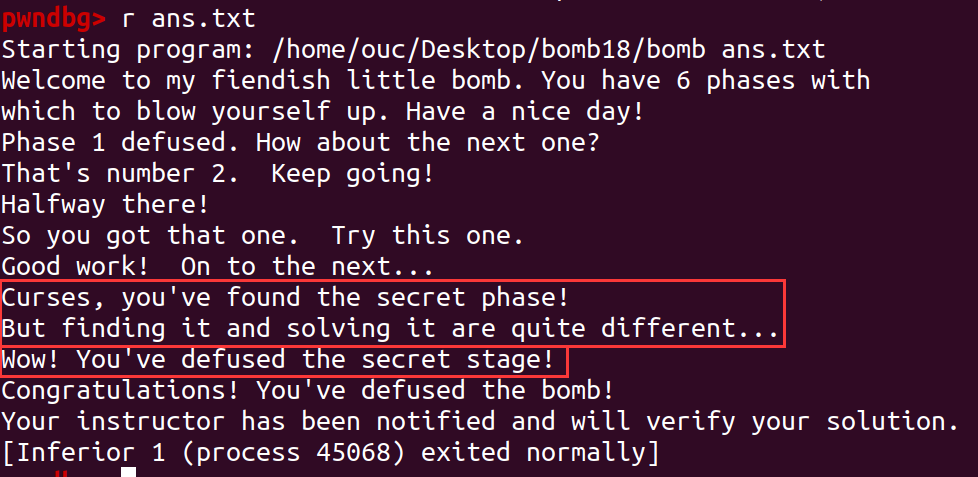 pwndbg> r ans.txt
Starting program: /home/ouc/Desktop/bomb18/bomb ans.txt
Welcome to my fiendish little bomb. You have 6 phases with
which to blow yourself up. Have a nice day!
Phase 1 defused. How about the next one?
That's number 2.  Keep going!
Halfway there!
So you got that one.  Try this one.
Good work!  On to the next...
Curses, you've found the secret phase!
But finding it and solving it are quite different...
Wow! You've defused the secret stage!
Congratulations! You've defused the bomb!
Your instructor has been notified and will verify your solution.
[Inferior 1 (process 45068) exited normally]